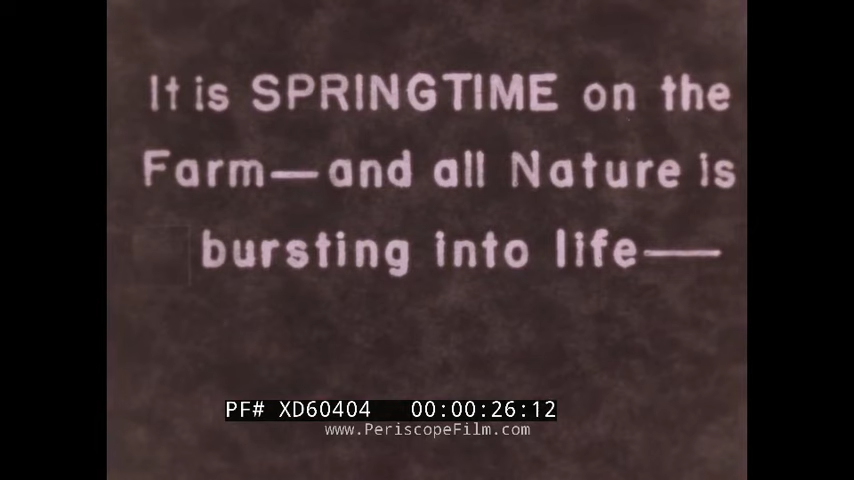 It is SPRINGTIME on the
Farm—and all Nature is
bursting into life—
PF# XD60404 00:00:26:12
www.PeriscopeFilm.com